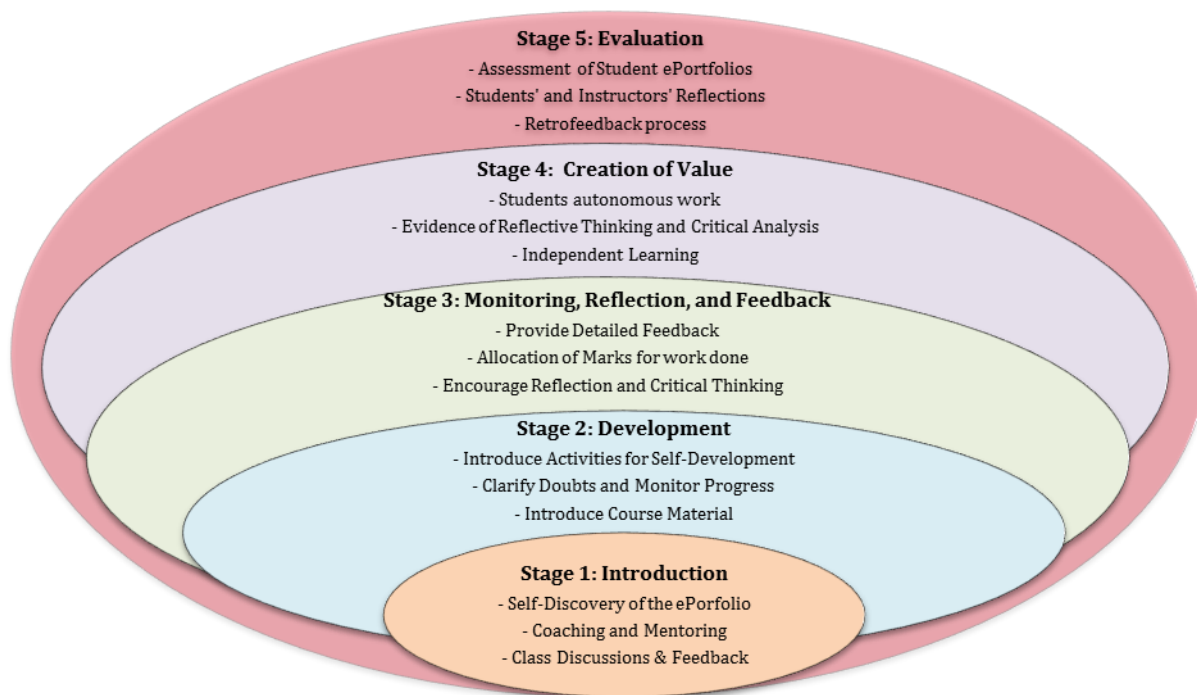 Stage 5: Evaluation
- Assessment of Student ePortfolios
- Students' and Instructors' Reflections
- Retrofeedback process
Stage 4:  Creation of Value
- Students autonomous work
- Evidence of Reflective Thinking and Critical Analysis
- Independent Learning
Stage 3: Monitoring, Reflection, and Feedback
- Provide Detailed Feedback
- Allocation of Marks for work done
- Encourage Reflection and Critical Thinking
Stage 2: Development
- Introduce Activities for Self-Development
- Clarify Doubts and Monitor Progress
- Introduce Course Material
Stage 1: Introduction
- Self-Discovery of the ePorfolio
- Coaching and Mentoring
- Class Discussions & Feedback